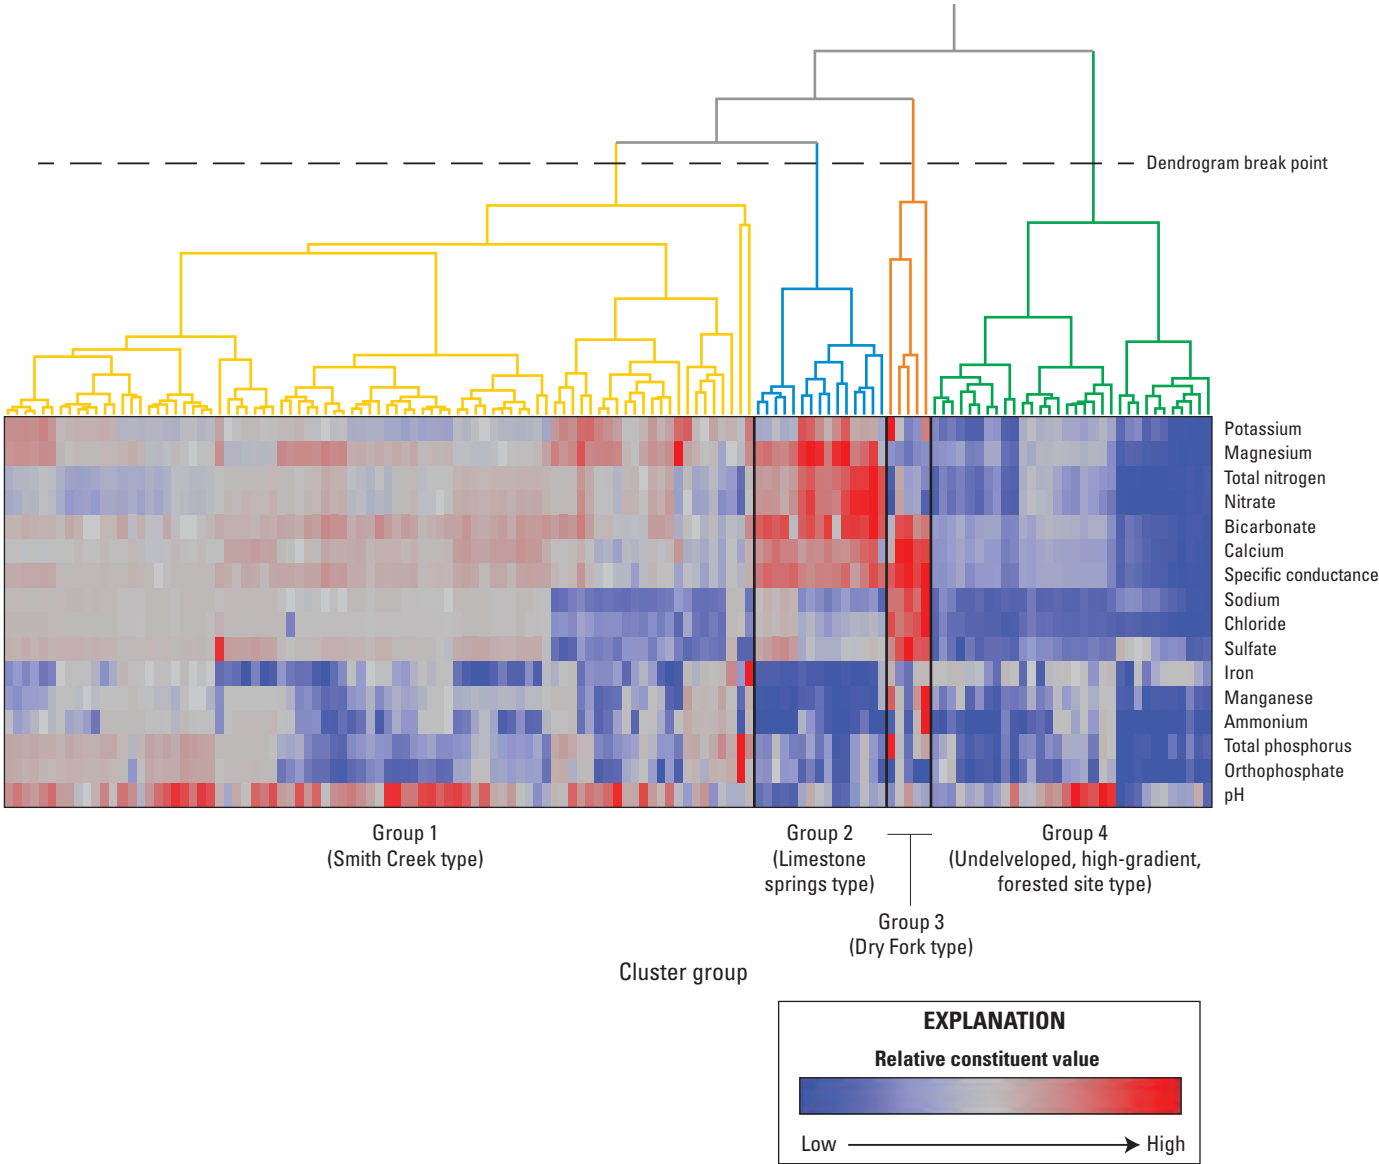 Dendrogram break point
Potassium
Magnesium
Total nitrogen
Nitrate
Bicarbonate
Calcium
Specific conductance
Sodium
Chloride
Sulfate
Iron
Manganese
Ammonium
Total phosphorus
Orthophosphate
pH
Group 1
(Smith Creek type)
Group 2
(Limestone
springs type)
Group 4
(Undelveloped, high-gradient,
forested site type)
Group 3
(Dry Fork type)
Cluster group
EXPLANATION
Relative constituent value
Low
High